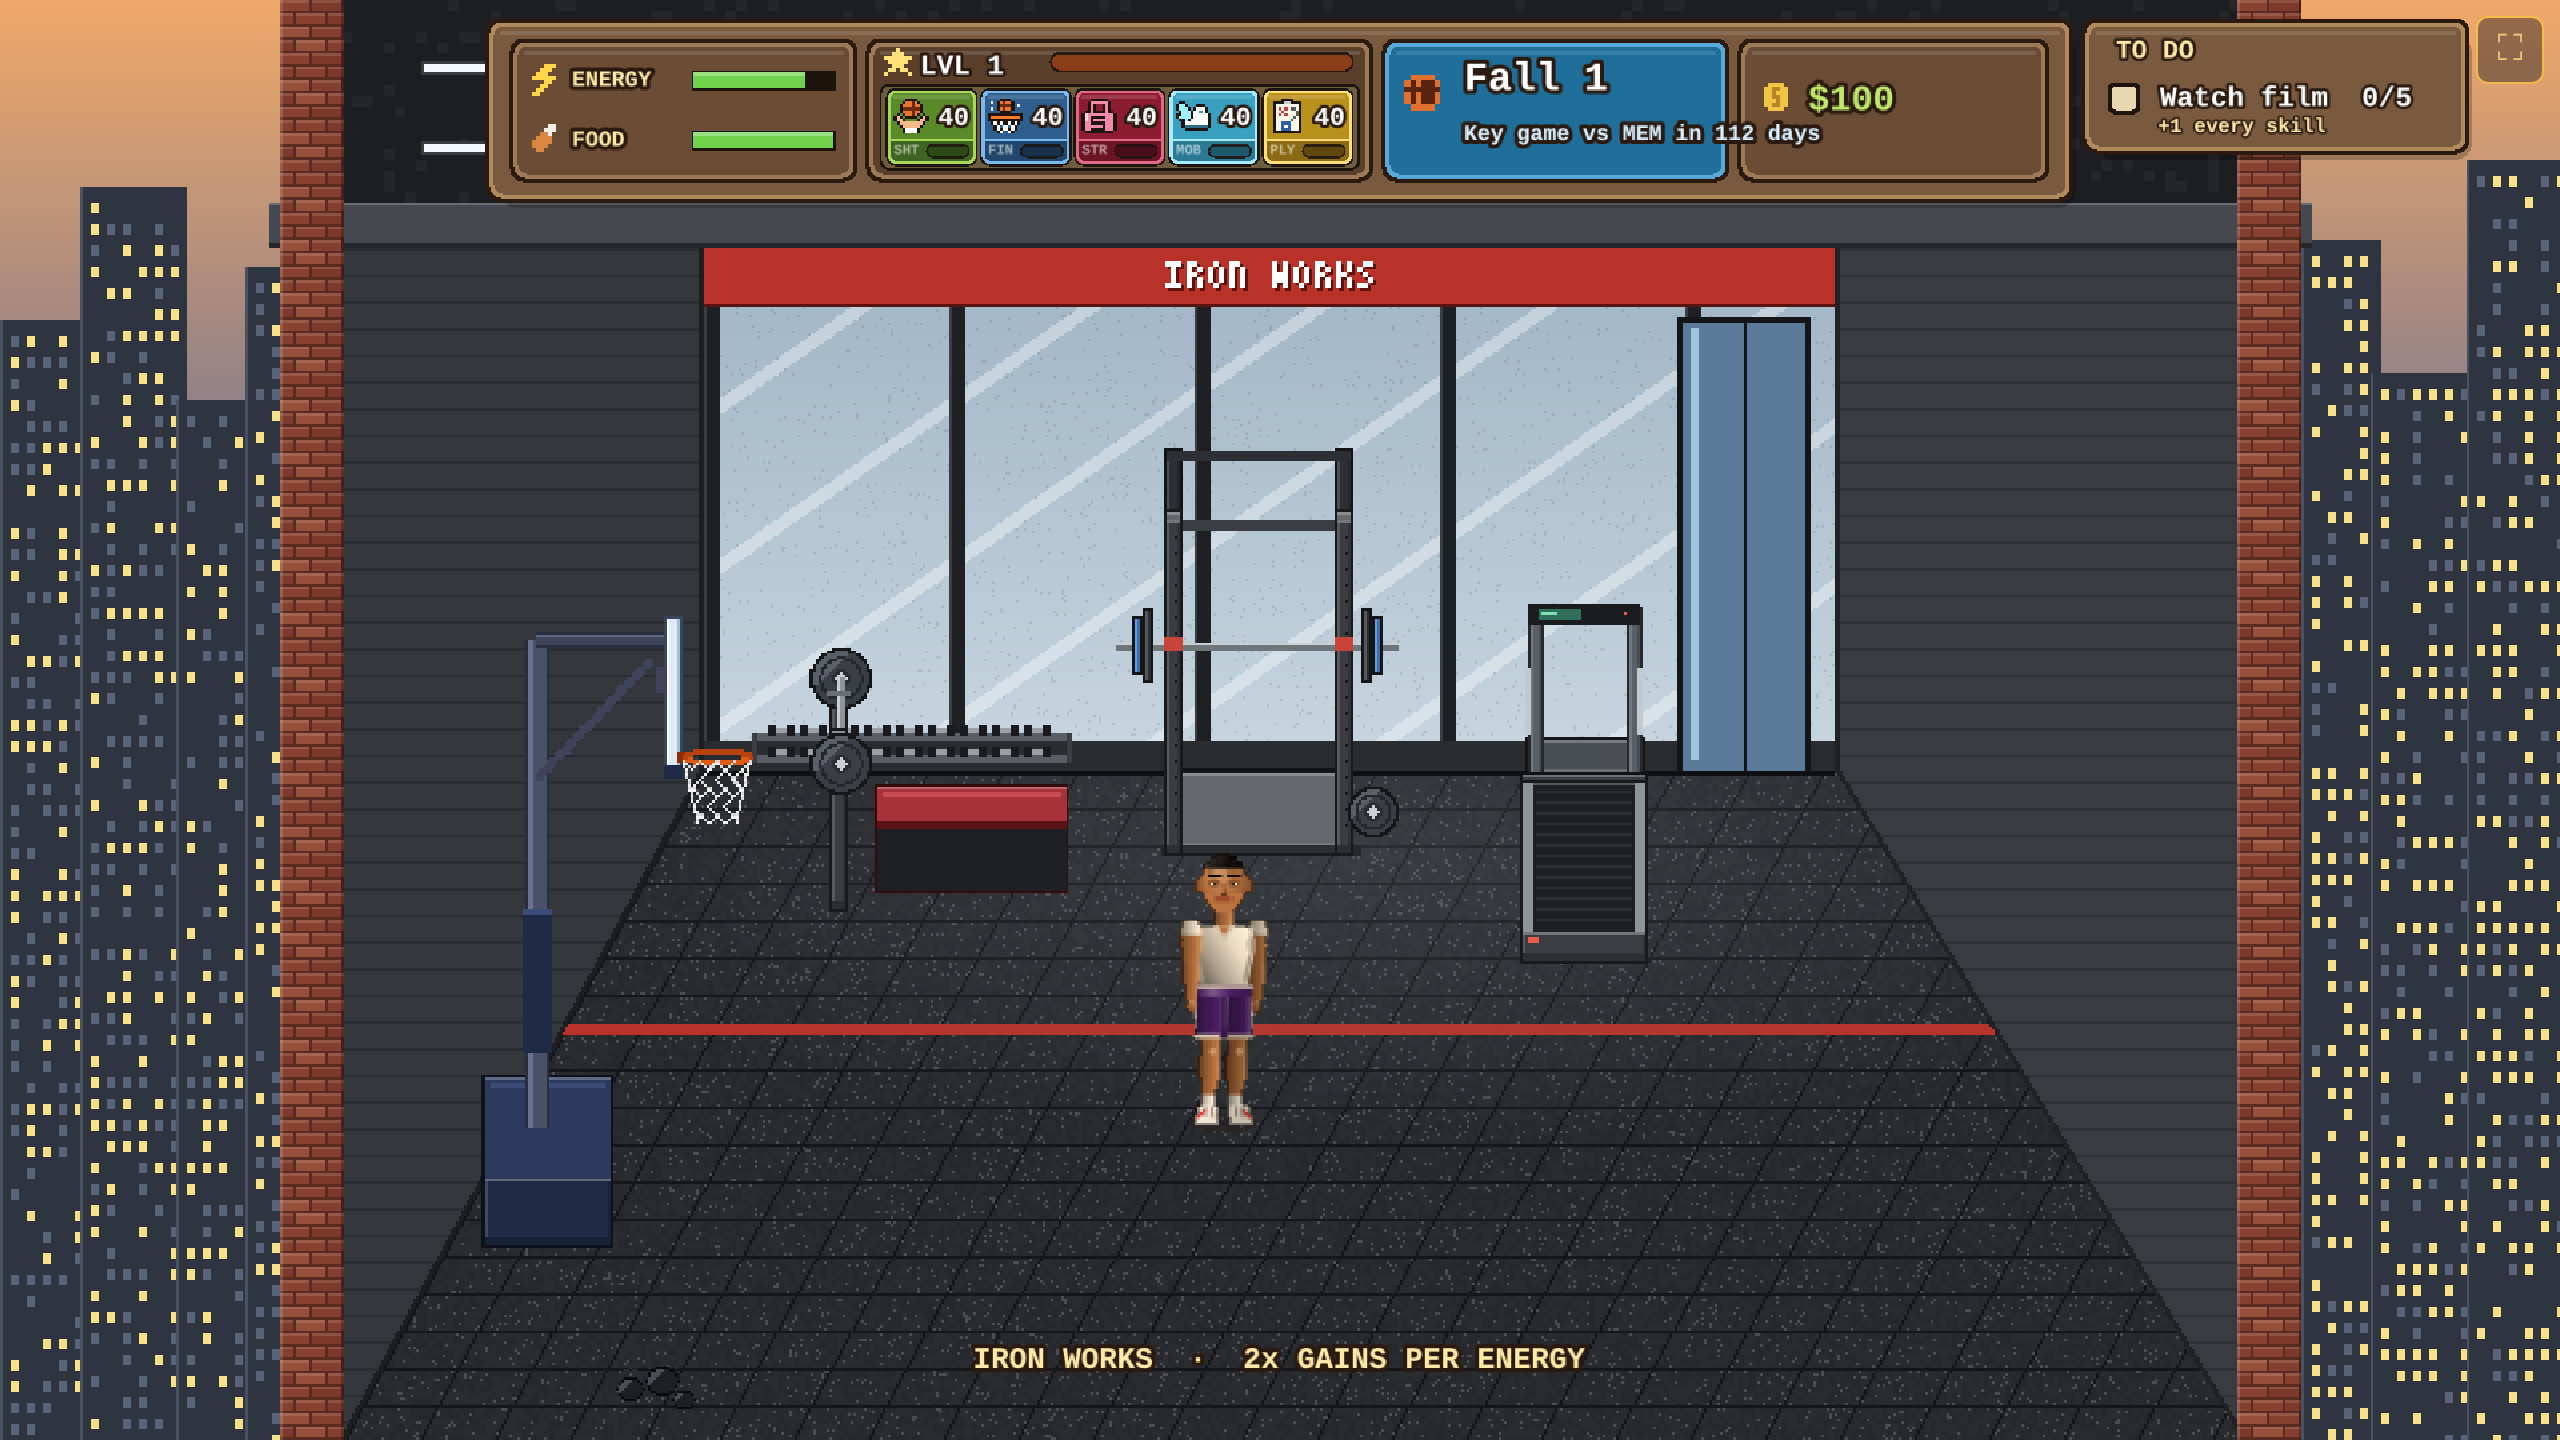 ENERGY
FOOD
LVL 1
40 40 40 40 40
SHT FIN STR MOB PLY
Fall 1
Key game vs MEM in 112 days
$100
TO DO
Watch film 0/5
+1 every skill
IRON WORKS
IRON WORKS · 2x GAINS PER ENERGY